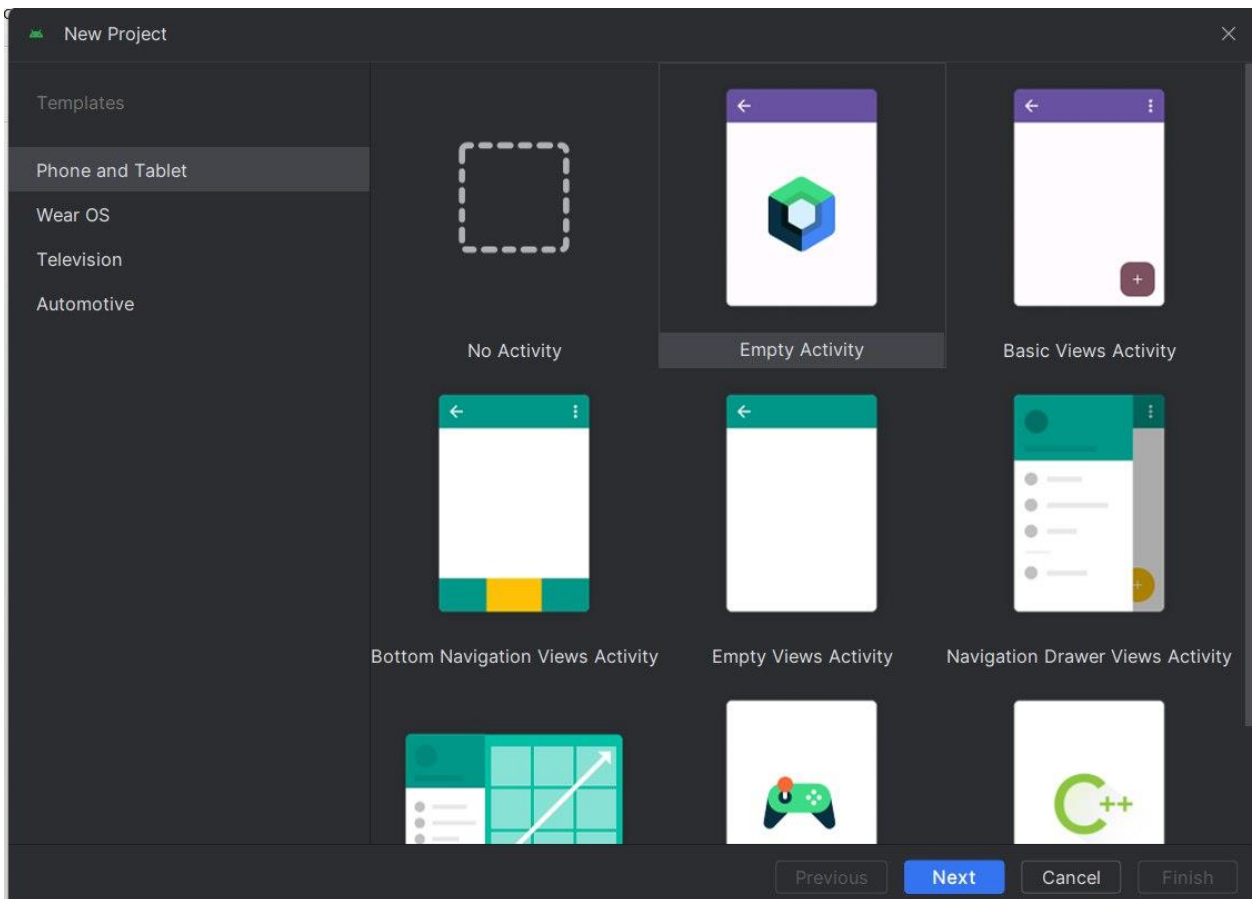 New Project
Templates
Phone and Tablet
Wear OS
Television
Automotive
No Activity
Empty Activity
Basic Views Activity
Bottom Navigation Views Activity
Empty Views Activity
Navigation Drawer Views Activity
C++
Previous
Next
Cancel
Finish